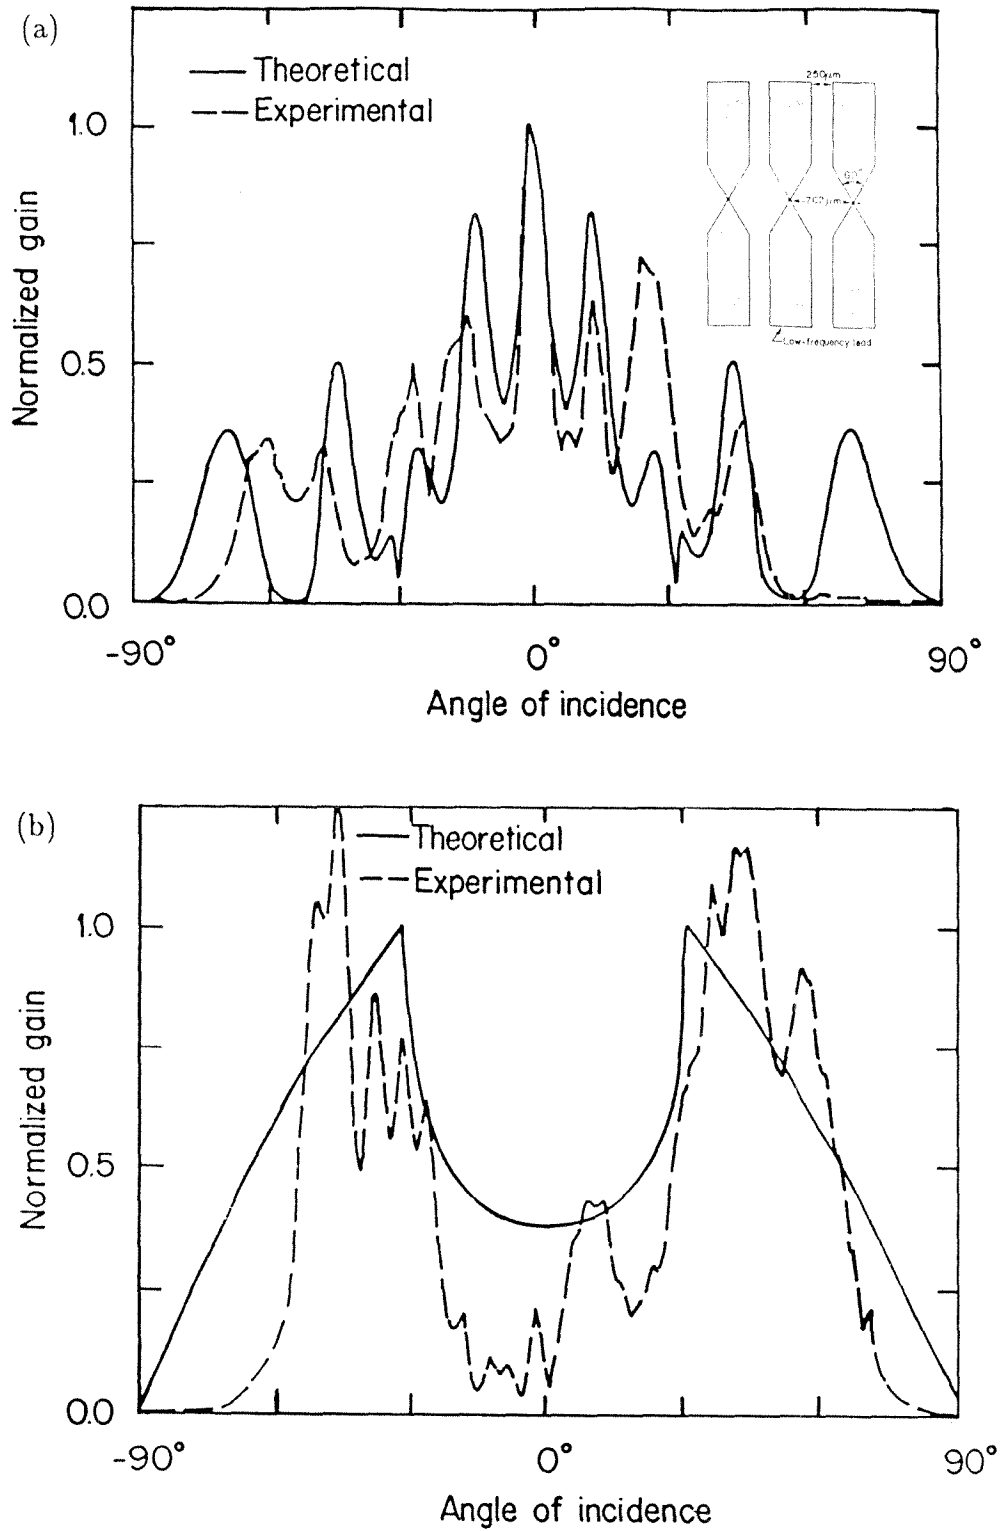 (a)
Theoretical
Experimental
250μm
60°
1.0
0.5
0.0
Normalized gain
Low-frequency lead
-90°
0°
90°
Angle of incidence
(b)
Theoretical
Experimental
1.0
0.5
0.0
Normalized gain
-90°
0°
90°
Angle of incidence